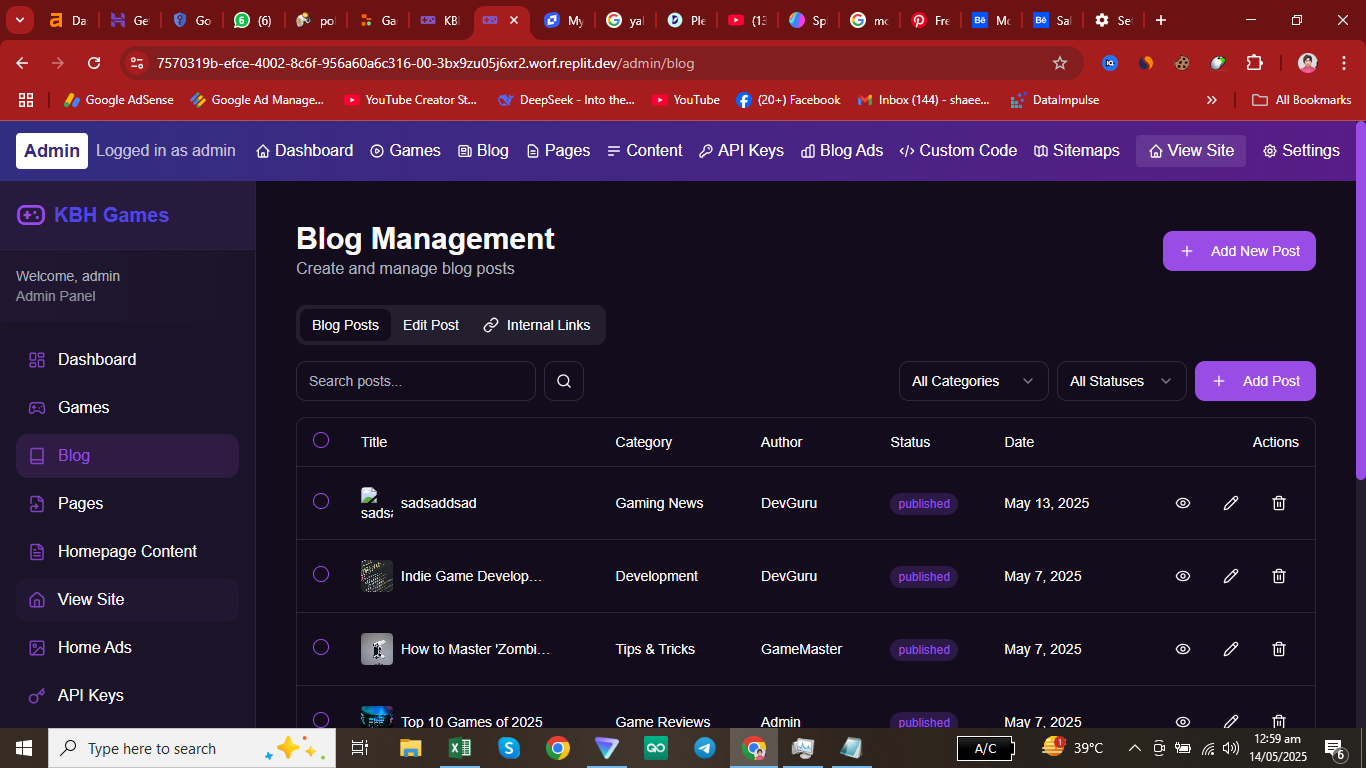 Da
Ge
Go
(6)
po
Ga
KB
My
yal
Ple
(13
Spl
mc
Fre
Mc
Sal
Se
7570319b-efce-4002-8c6f-956a60a6c316-00-3bx9zu05j6xr2.worf.replit.dev/admin/blog
Google AdSense
Google Ad Manage...
YouTube Creator St...
DeepSeek - Into the...
YouTube
(20+) Facebook
Inbox (144) - shaee...
DataImpulse
All Bookmarks
Admin
Logged in as admin
Dashboard
Games
Blog
Pages
Content
API Keys
Blog Ads
Custom Code
Sitemaps
View Site
Settings
KBH Games
Welcome, admin
Admin Panel
Dashboard
Games
Blog
Pages
Homepage Content
View Site
Home Ads
API Keys
Blog Management
Create and manage blog posts
Add New Post
Blog Posts
Edit Post
Internal Links
Search posts...
All Categories
All Statuses
Add Post
Title Category Author Status Date Actions
sadsa sadsaddsad Gaming News DevGuru published May 13, 2025
Indie Game Develop... Development DevGuru published May 7, 2025
How to Master 'Zombi... Tips & Tricks GameMaster published May 7, 2025
Top 10 Games of 2025 Game Reviews Admin published May 7, 2025
Type here to search
A/C
1
39°C
12:59 am
14/05/2025
6